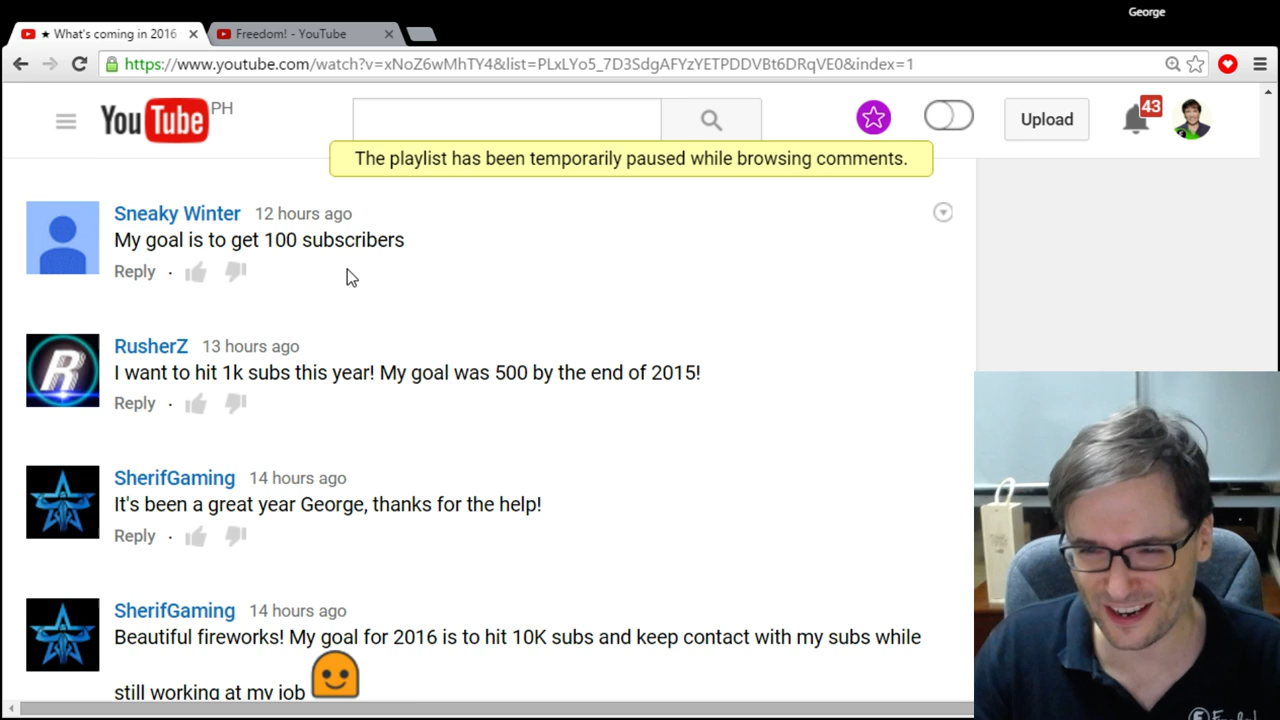 George
★ What's coming in 2016
Freedom! - YouTube
https://www.youtube.com/watch?v=xNoZ6wMhTY4&list=PLxLYo5_7D3SdgAFYzYETPDDVBt6DRqVE0&index=1
YouTube PH
Upload
43
The playlist has been temporarily paused while browsing comments.
Sneaky Winter 12 hours ago
My goal is to get 100 subscribers
Reply ·
RusherZ 13 hours ago
I want to hit 1k subs this year! My goal was 500 by the end of 2015!
Reply ·
SherifGaming 14 hours ago
It's been a great year George, thanks for the help!
Reply ·
SherifGaming 14 hours ago
Beautiful fireworks! My goal for 2016 is to hit 10K subs and keep contact with my subs while
still working at my job